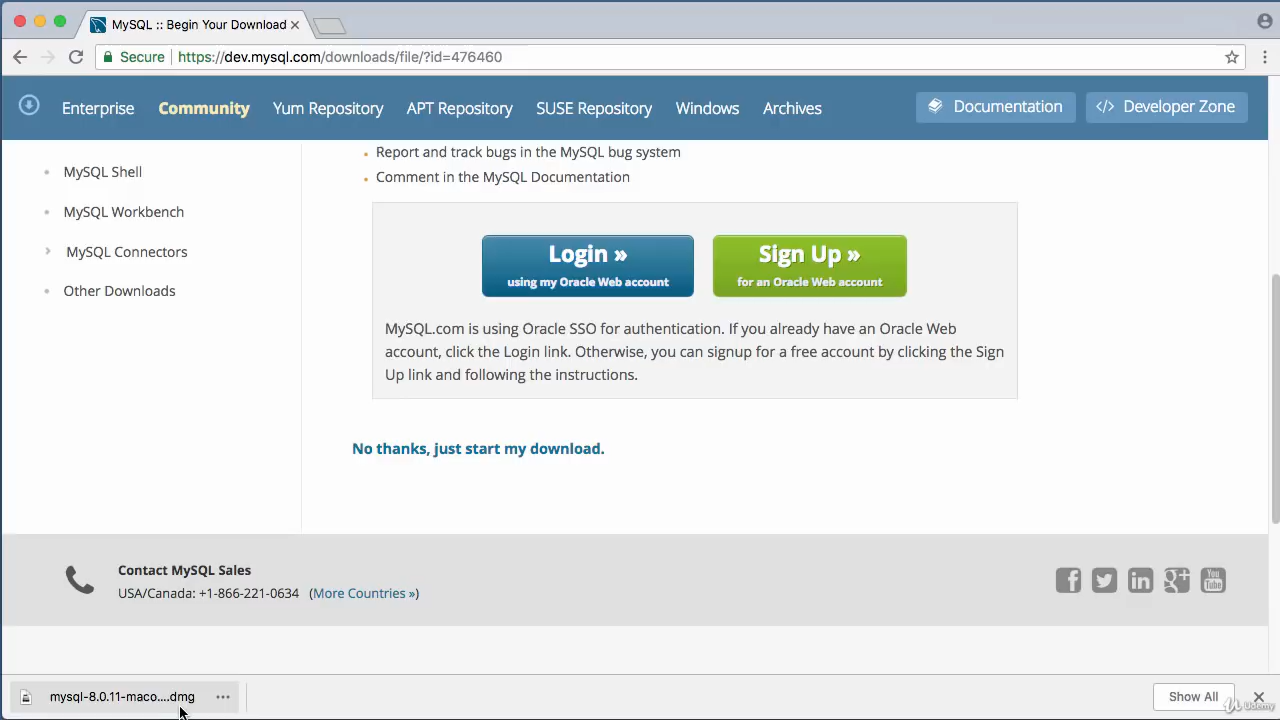 MySQL :: Begin Your Download
Secure
https://dev.mysql.com/downloads/file/?id=476460
Enterprise
Community
Yum Repository
APT Repository
SUSE Repository
Windows
Archives
Documentation
</> Developer Zone
MySQL Shell
MySQL Workbench
MySQL Connectors
Other Downloads
Report and track bugs in the MySQL bug system
Comment in the MySQL Documentation
Login »
using my Oracle Web account
Sign Up »
for an Oracle Web account
MySQL.com is using Oracle SSO for authentication. If you already have an Oracle Web
account, click the Login link. Otherwise, you can signup for a free account by clicking the Sign
Up link and following the instructions.
No thanks, just start my download.
Contact MySQL Sales
USA/Canada: +1-866-221-0634 (More Countries »)
You
Tube
mysql-8.0.11-maco....dmg
Show All
Udemy